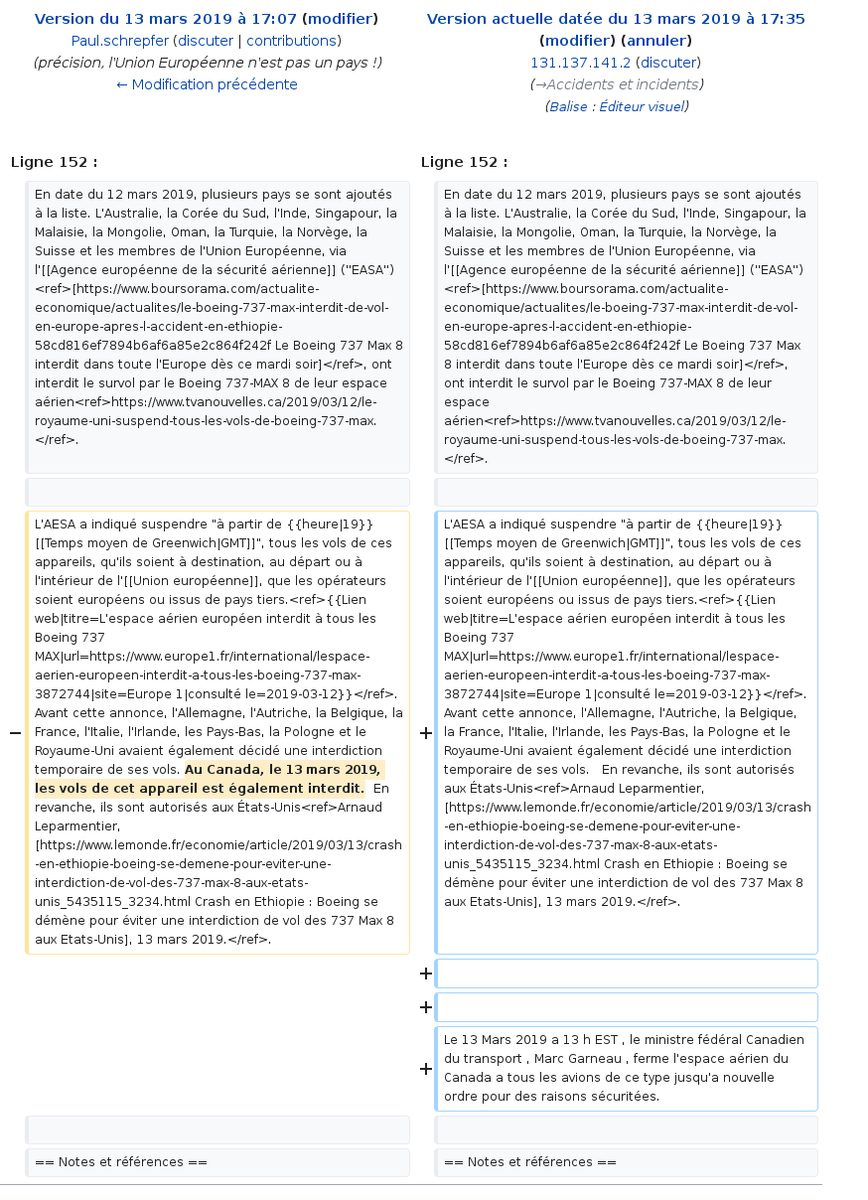 Version du 13 mars 2019 à 17:07 (modifier)
Paul.schrepfer (discuter | contributions)
(précision, l'Union Européenne n'est pas un pays !)
← Modification précédente
Version actuelle datée du 13 mars 2019 à 17:35
(modifier) (annuler)
131.137.141.2 (discuter)
(→Accidents et incidents)
(Balise : Éditeur visuel)
Ligne 152 :
Ligne 152 :
En date du 12 mars 2019, plusieurs pays se sont ajoutés
à la liste. L'Australie, la Corée du Sud, l'Inde, Singapour, la
Malaisie, la Mongolie, Oman, la Turquie, la Norvège, la
Suisse et les membres de l'Union Européenne, via
l'[[Agence européenne de la sécurité aérienne]] ("EASA")
<ref>[https://www.boursorama.com/actualite-
economique/actualites/le-boeing-737-max-interdit-de-vol-
en-europe-apres-l-accident-en-ethiopie-
58cd816ef7894b6af6a85e2c864f242f Le Boeing 737 Max 8
interdit dans toute l'Europe dès ce mardi soir]</ref>, ont
interdit le survol par le Boeing 737-MAX 8 de leur espace
aérien<ref>https://www.tvanouvelles.ca/2019/03/12/le-
royaume-uni-suspend-tous-les-vols-de-boeing-737-max.
</ref>.
En date du 12 mars 2019, plusieurs pays se sont ajoutés
à la liste. L'Australie, la Corée du Sud, l'Inde, Singapour, la
Malaisie, la Mongolie, Oman, la Turquie, la Norvège, la
Suisse et les membres de l'Union Européenne, via
l'[[Agence européenne de la sécurité aérienne]] ("EASA")
<ref>[https://www.boursorama.com/actualite-
economique/actualites/le-boeing-737-max-interdit-de-vol-
en-europe-apres-l-accident-en-ethiopie-
58cd816ef7894b6af6a85e2c864f242f Le Boeing 737 Max
8 interdit dans toute l'Europe dès ce mardi soir]</ref>,
ont interdit le survol par le Boeing 737-MAX 8 de leur
espace
aérien<ref>https://www.tvanouvelles.ca/2019/03/12/le-
royaume-uni-suspend-tous-les-vols-de-boeing-737-max.
</ref>.
−
L'AESA a indiqué suspendre "à partir de {{heure|19}}
[[Temps moyen de Greenwich|GMT]]", tous les vols de ces
appareils, qu'ils soient à destination, au départ ou à
l'intérieur de l'[[Union européenne]], que les opérateurs
soient européens ou issus de pays tiers.<ref>{{Lien
web|titre=L'espace aérien européen interdit à tous les
Boeing 737
MAX|url=https://www.europe1.fr/international/lespace-
aerien-europeen-interdit-a-tous-les-boeing-737-max-
3872744|site=Europe 1|consulté le=2019-03-12}}</ref>.
Avant cette annonce, l'Allemagne, l'Autriche, la Belgique, la
France, l'Italie, l'Irlande, les Pays-Bas, la Pologne et le
Royaume-Uni avaient également décidé une interdiction
temporaire de ses vols. Au Canada, le 13 mars 2019,
les vols de cet appareil est également interdit. En
revanche, ils sont autorisés aux États-Unis<ref>Arnaud
Leparmentier,
[https://www.lemonde.fr/economie/article/2019/03/13/crash
-en-ethiopie-boeing-se-demene-pour-eviter-une-
interdiction-de-vol-des-737-max-8-aux-etats-
unis_5435115_3234.html Crash en Ethiopie : Boeing se
démène pour éviter une interdiction de vol des 737 Max 8
aux Etats-Unis], 13 mars 2019.</ref>.
+
L'AESA a indiqué suspendre "à partir de {{heure|19}}
[[Temps moyen de Greenwich|GMT]]", tous les vols de ces
appareils, qu'ils soient à destination, au départ ou à
l'intérieur de l'[[Union européenne]], que les opérateurs
soient européens ou issus de pays tiers.<ref>{{Lien
web|titre=L'espace aérien européen interdit à tous les
Boeing 737
MAX|url=https://www.europe1.fr/international/lespace-
aerien-europeen-interdit-a-tous-les-boeing-737-max-
3872744|site=Europe 1|consulté le=2019-03-12}}</ref>.
Avant cette annonce, l'Allemagne, l'Autriche, la Belgique,
la France, l'Italie, l'Irlande, les Pays-Bas, la Pologne et le
Royaume-Uni avaient également décidé une interdiction
temporaire de ses vols. En revanche, ils sont autorisés
aux États-Unis<ref>Arnaud Leparmentier,
[https://www.lemonde.fr/economie/article/2019/03/13/crash
-en-ethiopie-boeing-se-demene-pour-eviter-une-
interdiction-de-vol-des-737-max-8-aux-etats-
unis_5435115_3234.html Crash en Ethiopie : Boeing se
démène pour éviter une interdiction de vol des 737 Max 8
aux Etats-Unis], 13 mars 2019.</ref>.
+
+
+
Le 13 Mars 2019 a 13 h EST , le ministre fédéral Canadien
du transport , Marc Garneau , ferme l'espace aérien du
Canada a tous les avions de ce type jusqu'a nouvelle
ordre pour des raisons sécuritées.
== Notes et références ==
== Notes et références ==